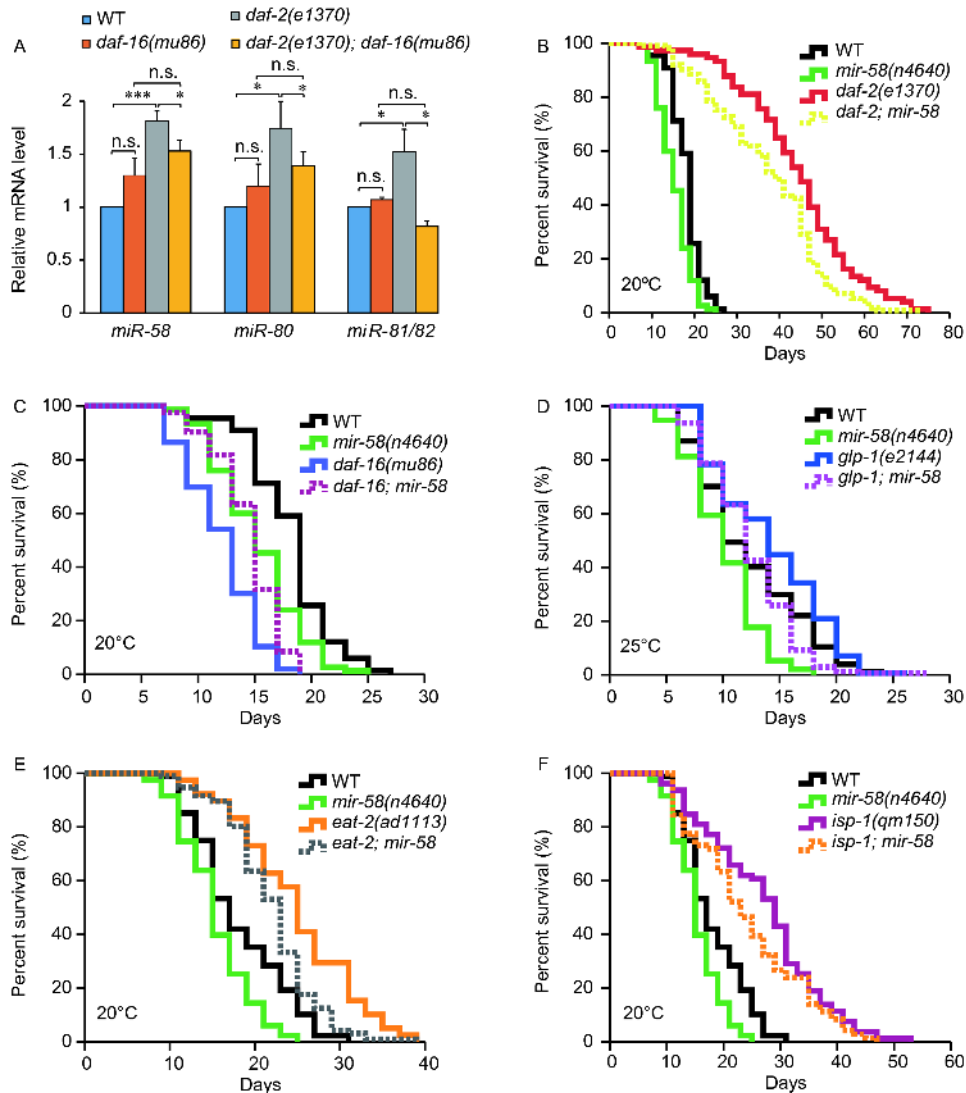 WT
daf-2(e1370)
daf-16(mu86)
daf-2(e1370); daf-16(mu86)
A
n.s.
n.s.
n.s.
***
*
*
*
*
*
n.s.
n.s.
n.s.
2
1.5
1
0.5
0
Relative mRNA level
miR-58
miR-80
miR-81/82
B
100
80
60
40
20
0
Percent survival (%)
WT
mir-58(n4640)
daf-2(e1370)
daf-2; mir-58
20°C
0 10 20 30 40 50 60 70 80
Days
C
100
80
60
40
20
0
Percent survival (%)
WT
mir-58(n4640)
daf-16(mu86)
daf-16; mir-58
20°C
0 5 10 15 20 25 30
Days
D
100
80
60
40
20
0
Percent survival (%)
WT
mir-58(n4640)
glp-1(e2144)
glp-1; mir-58
25°C
0 5 10 15 20 25 30
Days
E
100
80
60
40
20
0
Percent survival (%)
WT
mir-58(n4640)
eat-2(ad1113)
eat-2; mir-58
20°C
0 10 20 30 40
Days
F
100
80
60
40
20
0
Percent survival (%)
WT
mir-58(n4640)
isp-1(qm150)
isp-1; mir-58
20°C
0 10 20 30 40 50 60
Days